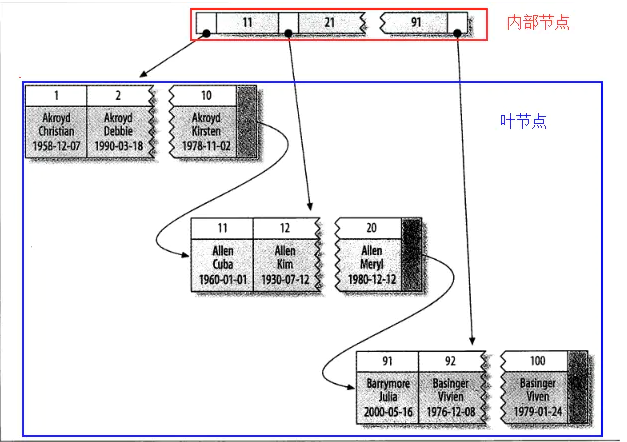 11 21 91
内部节点
叶节点
1 2 10
Akroyd Akroyd Akroyd
Christian Debbie Kirsten
1958-12-07 1990-03-18 1978-11-02
11 12 20
Allen Allen Allen
Cuba Kim Meryl
1960-01-01 1930-07-12 1980-12-12
91 92 100
Barrymore Basinger Basinger
Julia Vivien Viven
2000-05-16 1976-12-08 1979-01-24